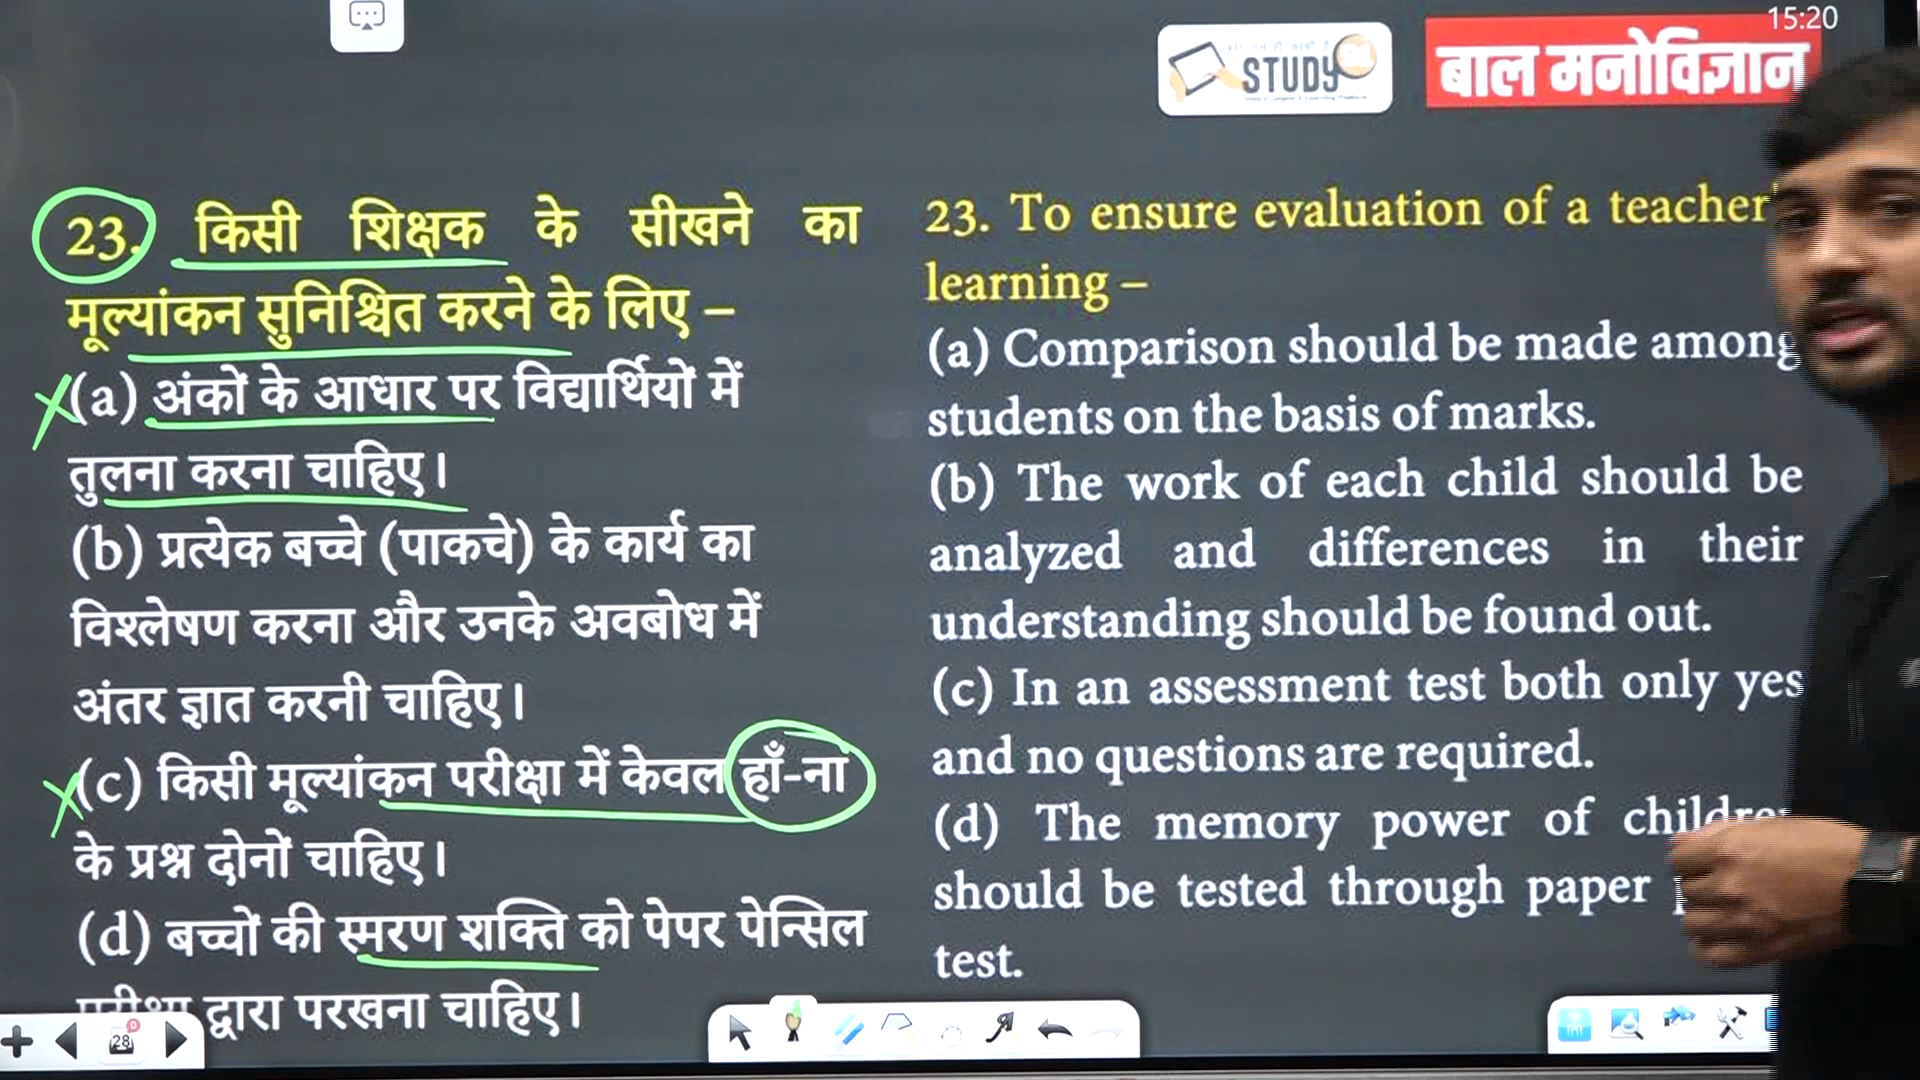 15:20
STUDY
बाल मनोविज्ञान
23. किसी शिक्षक के सीखने का
मूल्यांकन सुनिश्चित करने के लिए –
(a) अंकों के आधार पर विद्यार्थियों में
तुलना करना चाहिए।
(b) प्रत्येक बच्चे (पाकचे) के कार्य का
विश्लेषण करना और उनके अवबोध में
अंतर ज्ञात करनी चाहिए।
(c) किसी मूल्यांकन परीक्षा में केवल हाँ-ना
के प्रश्न दोनों चाहिए।
(d) बच्चों की स्मरण शक्ति को पेपर पेन्सिल
परीक्षा द्वारा परखना चाहिए।
23. To ensure evaluation of a teacher'
learning –
(a) Comparison should be made among
students on the basis of marks.
(b) The work of each child should be
analyzed and differences in their
understanding should be found out.
(c) In an assessment test both only yes
and no questions are required.
(d) The memory power of children
should be tested through paper
test.
28
0